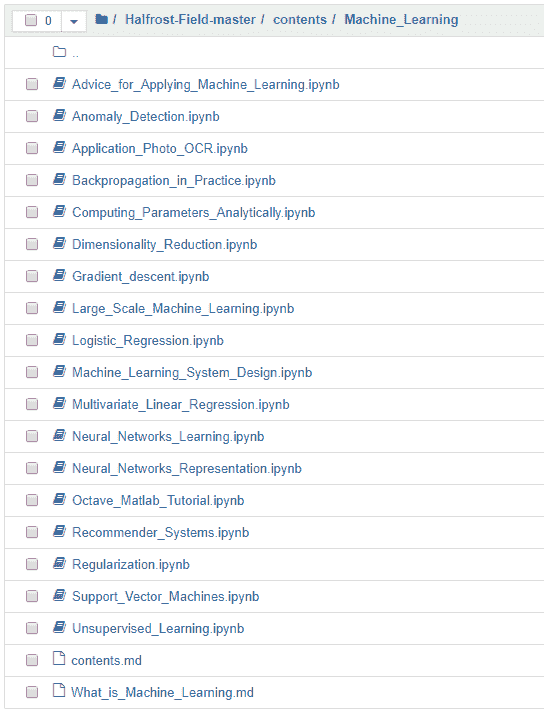 0 / Halfrost-Field-master / contents / Machine_Learning
..
Advice_for_Applying_Machine_Learning.ipynb
Anomaly_Detection.ipynb
Application_Photo_OCR.ipynb
Backpropagation_in_Practice.ipynb
Computing_Parameters_Analytically.ipynb
Dimensionality_Reduction.ipynb
Gradient_descent.ipynb
Large_Scale_Machine_Learning.ipynb
Logistic_Regression.ipynb
Machine_Learning_System_Design.ipynb
Multivariate_Linear_Regression.ipynb
Neural_Networks_Learning.ipynb
Neural_Networks_Representation.ipynb
Octave_Matlab_Tutorial.ipynb
Recommender_Systems.ipynb
Regularization.ipynb
Support_Vector_Machines.ipynb
Unsupervised_Learning.ipynb
contents.md
What_is_Machine_Learning.md